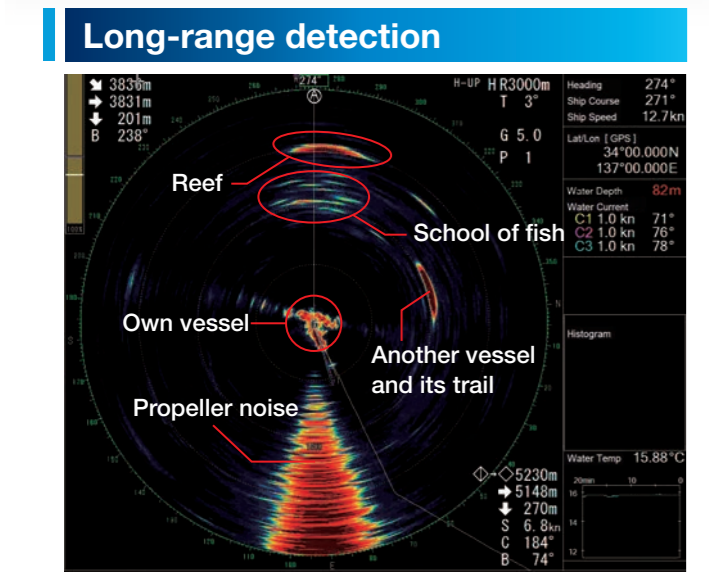 Long-range detection
3836m
3831m
201m
B 238°
274°
H-UP H R3000m
T 3°
G 5.0
P 1
Reef
School of fish
Own vessel
Another vessel
and its trail
Propeller noise
100%
5230m
5148m
270m
S 6.8kn
C 184°
B 74°
Heading 274°
Ship Course 271°
Ship Speed 12.7kn
Lat/Lon [GPS]
34°00.000N
137°00.000E
Water Depth 82m
Water Current
C1 1.0 kn 71°
C2 1.0 kn 76°
C3 1.0 kn 78°
Histogram
Water Temp 15.88°C
20min 10 0
16
14
12